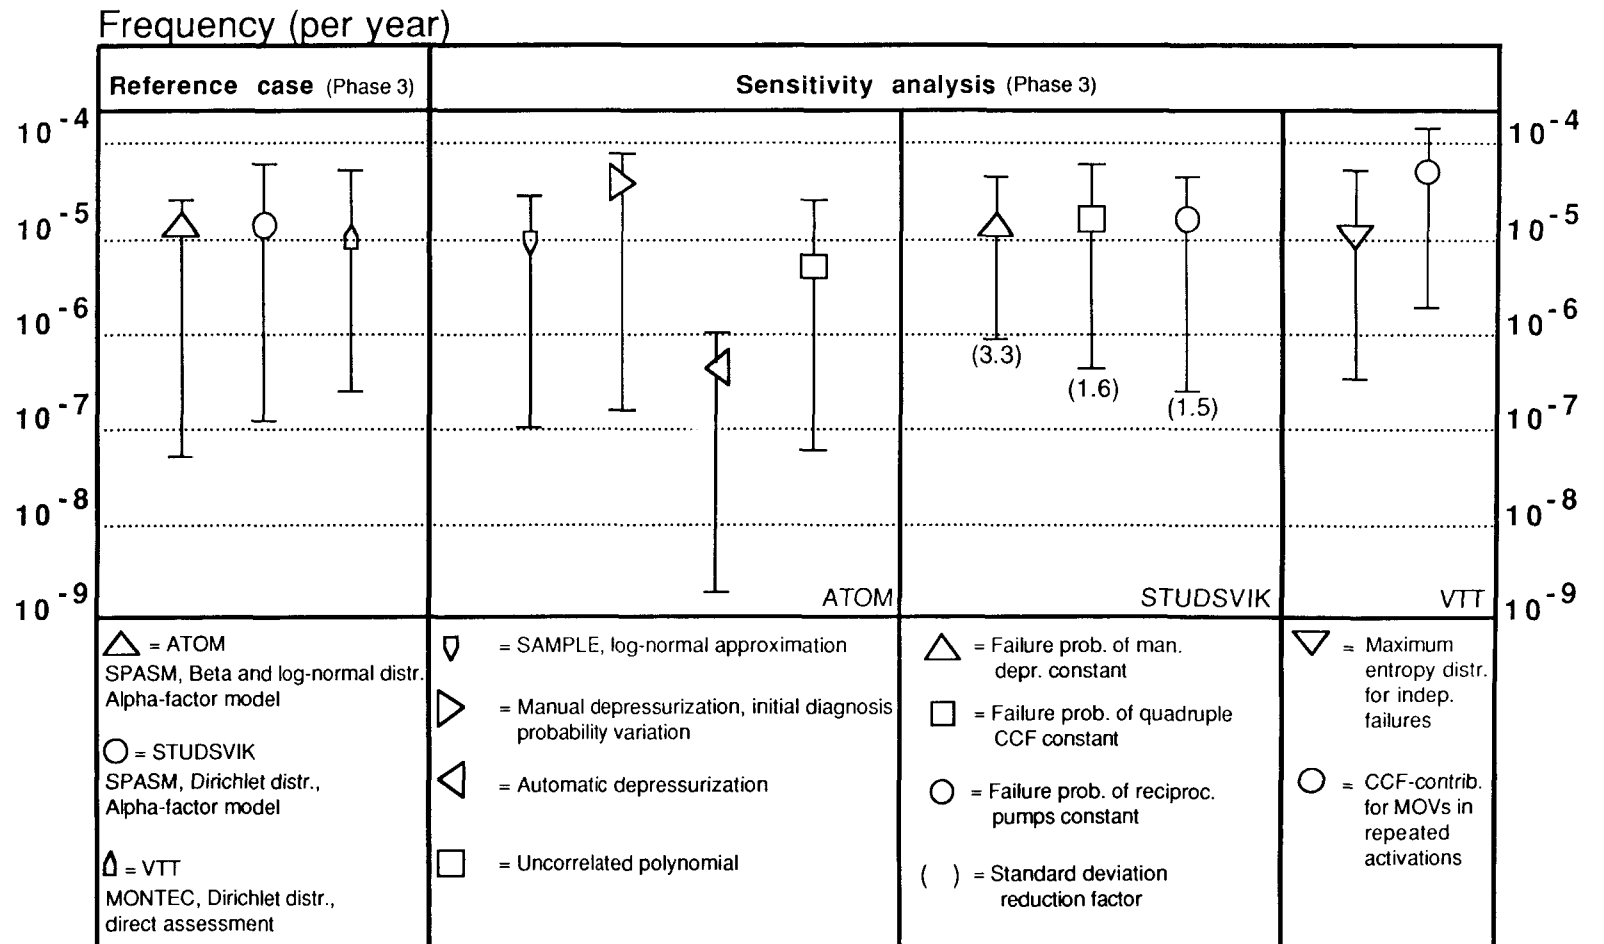 Frequency (per year)
Reference case (Phase 3)
Sensitivity analysis (Phase 3)
10-4
10-5
10-6
10-7
10-8
10-9
10-4
10-5
10-6
10-7
10-8
10-9
(3.3)
(1.6)
(1.5)
ATOM
STUDSVIK
VTT
= ATOM
SPASM, Beta and log-normal distr.
Alpha-factor model
= STUDSVIK
SPASM, Dirichlet distr.,
Alpha-factor model
= VTT
MONTEC, Dirichlet distr.,
direct assessment
= SAMPLE, log-normal approximation
= Manual depressurization, initial diagnosis
probability variation
= Automatic depressurization
= Uncorrelated polynomial
= Failure prob. of man.
depr. constant
= Failure prob. of quadruple
CCF constant
= Failure prob. of reciproc.
pumps constant
( ) = Standard deviation
reduction factor
= Maximum
entropy distr.
for indep.
failures
= CCF-contrib.
for MOVs in
repeated
activations